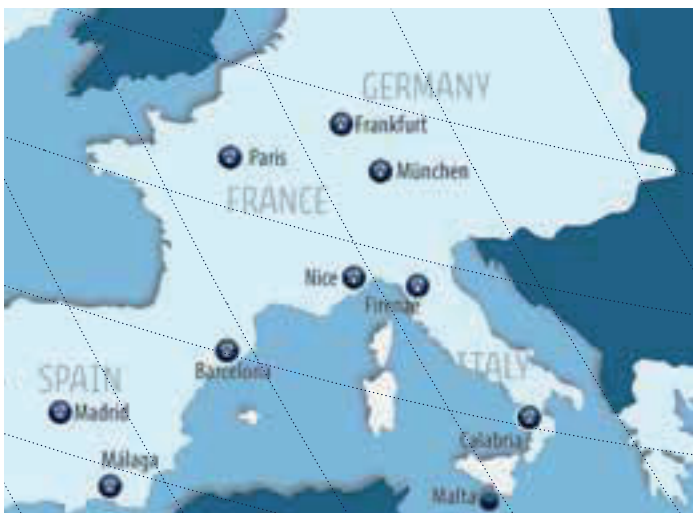 GERMANY
Frankfurt
Paris
München
FRANCE
Nice
Firenze
Barcelona
ITALY
SPAIN
Madrid
Calabria
Málaga
Malta